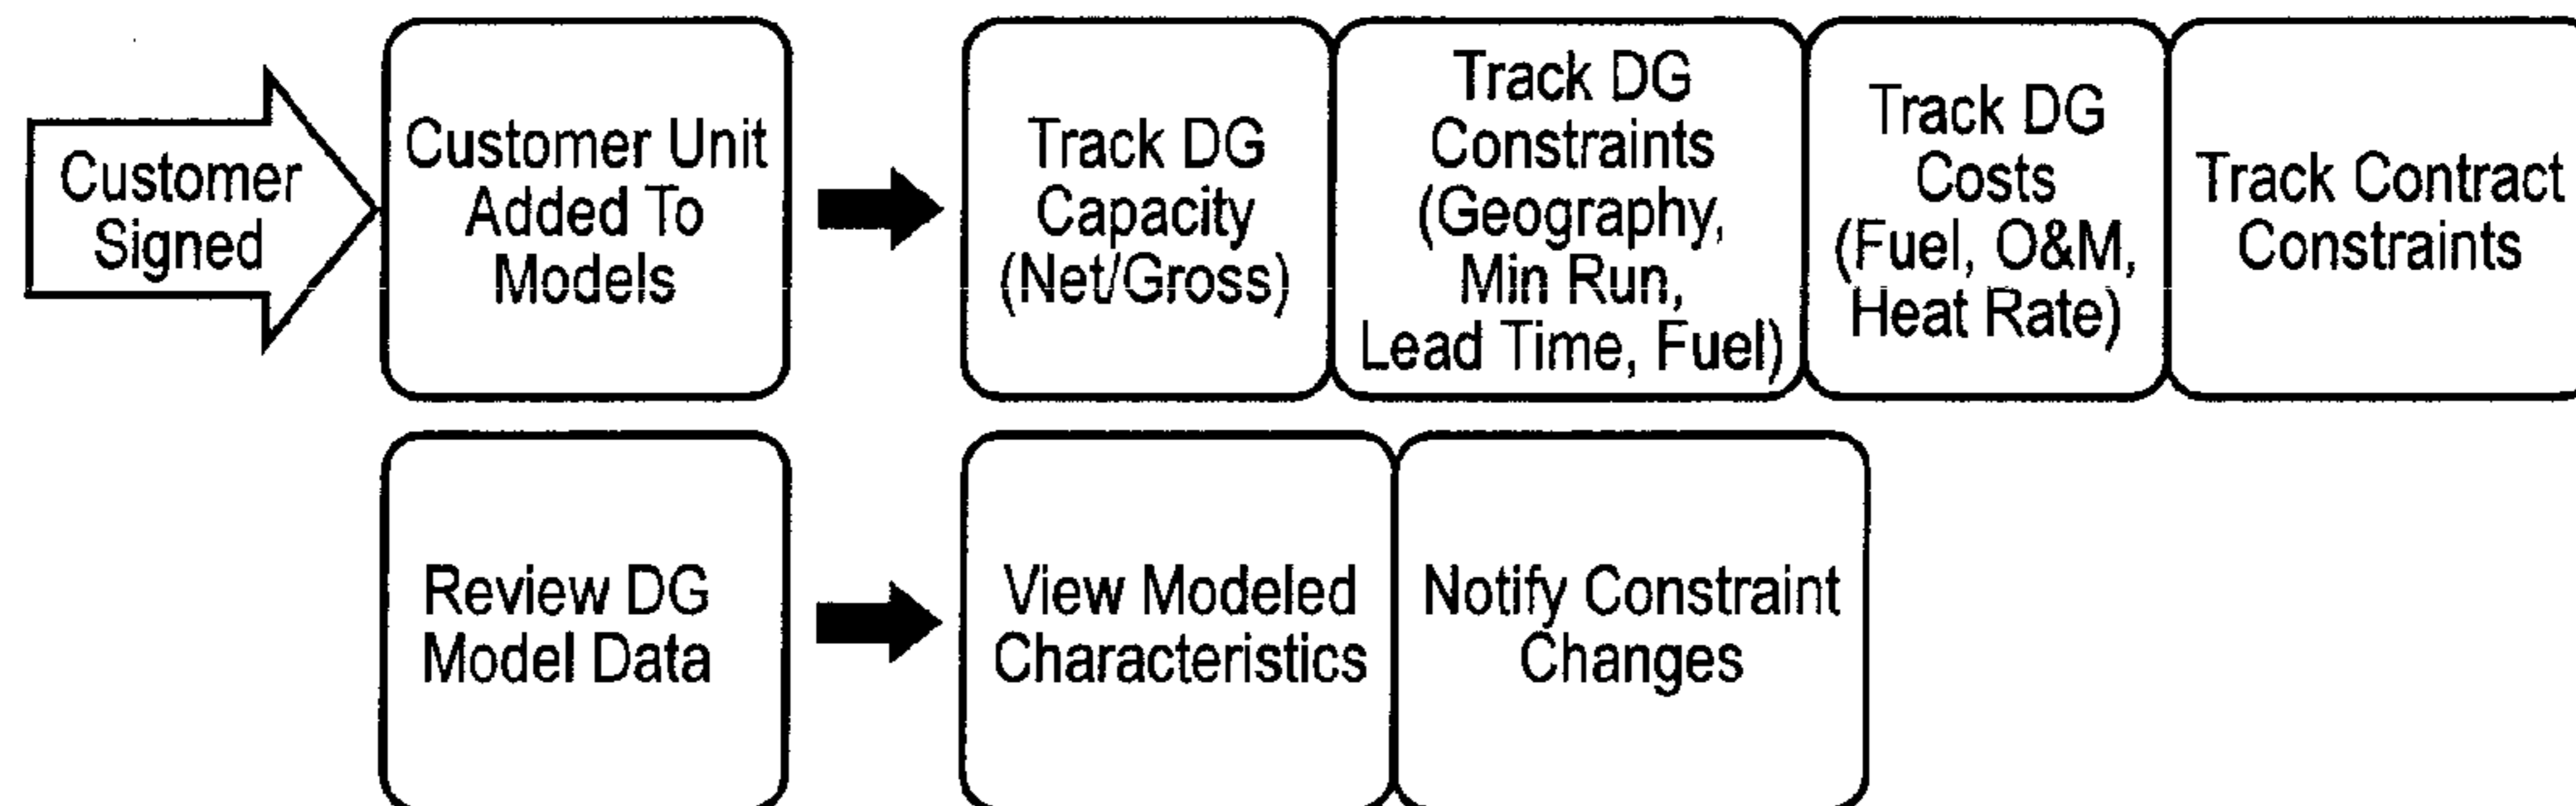 Customer
Signed
Customer Unit
Added To
Models
Track DG
Capacity
(Net/Gross)
Track DG
Constraints
(Geography,
Min Run,
Lead Time, Fuel)
Track DG
Costs
(Fuel, O&M,
Heat Rate)
Track Contract
Constraints
Review DG
Model Data
View Modeled
Characteristics
Notify Constraint
Changes